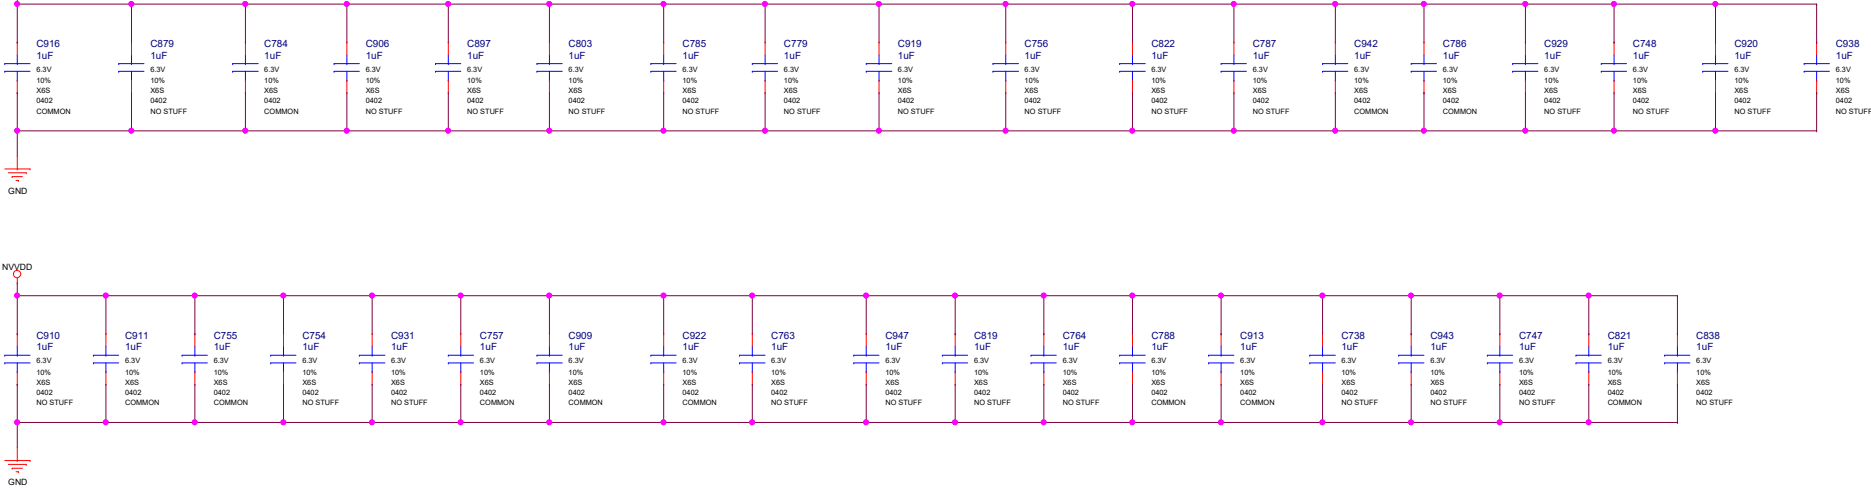 C916 C879 C784 C906 C897 C803 C785 C779 C919 C756 C822 C787 C942 C786 C929 C748 C920 C938
1uF 1uF 1uF 1uF 1uF 1uF 1uF 1uF 1uF 1uF 1uF 1uF 1uF 1uF 1uF 1uF 1uF 1uF
6.3V 6.3V 6.3V 6.3V 6.3V 6.3V 6.3V 6.3V 6.3V 6.3V 6.3V 6.3V 6.3V 6.3V 6.3V 6.3V 6.3V 6.3V
10% 10% 10% 10% 10% 10% 10% 10% 10% 10% 10% 10% 10% 10% 10% 10% 10% 10%
X6S X6S X6S X6S X6S X6S X6S X6S X6S X6S X6S X6S X6S X6S X6S X6S X6S X6S
0402 0402 0402 0402 0402 0402 0402 0402 0402 0402 0402 0402 0402 0402 0402 0402 0402 0402
COMMON NO STUFF COMMON NO STUFF NO STUFF NO STUFF NO STUFF NO STUFF NO STUFF NO STUFF NO STUFF NO STUFF COMMON COMMON NO STUFF NO STUFF NO STUFF NO STUFF
GND
NVVDD
C910 C911 C755 C754 C931 C757 C909 C922 C763 C947 C819 C764 C788 C913 C738 C943 C747 C821 C838
1uF 1uF 1uF 1uF 1uF 1uF 1uF 1uF 1uF 1uF 1uF 1uF 1uF 1uF 1uF 1uF 1uF 1uF 1uF
6.3V 6.3V 6.3V 6.3V 6.3V 6.3V 6.3V 6.3V 6.3V 6.3V 6.3V 6.3V 6.3V 6.3V 6.3V 6.3V 6.3V 6.3V 6.3V
10% 10% 10% 10% 10% 10% 10% 10% 10% 10% 10% 10% 10% 10% 10% 10% 10% 10% 10%
X6S X6S X6S X6S X6S X6S X6S X6S X6S X6S X6S X6S X6S X6S X6S X6S X6S X6S X6S
0402 0402 0402 0402 0402 0402 0402 0402 0402 0402 0402 0402 0402 0402 0402 0402 0402 0402 0402
NO STUFF COMMON COMMON NO STUFF NO STUFF COMMON COMMON NO STUFF NO STUFF NO STUFF NO STUFF NO STUFF COMMON COMMON NO STUFF NO STUFF NO STUFF COMMON NO STUFF
GND